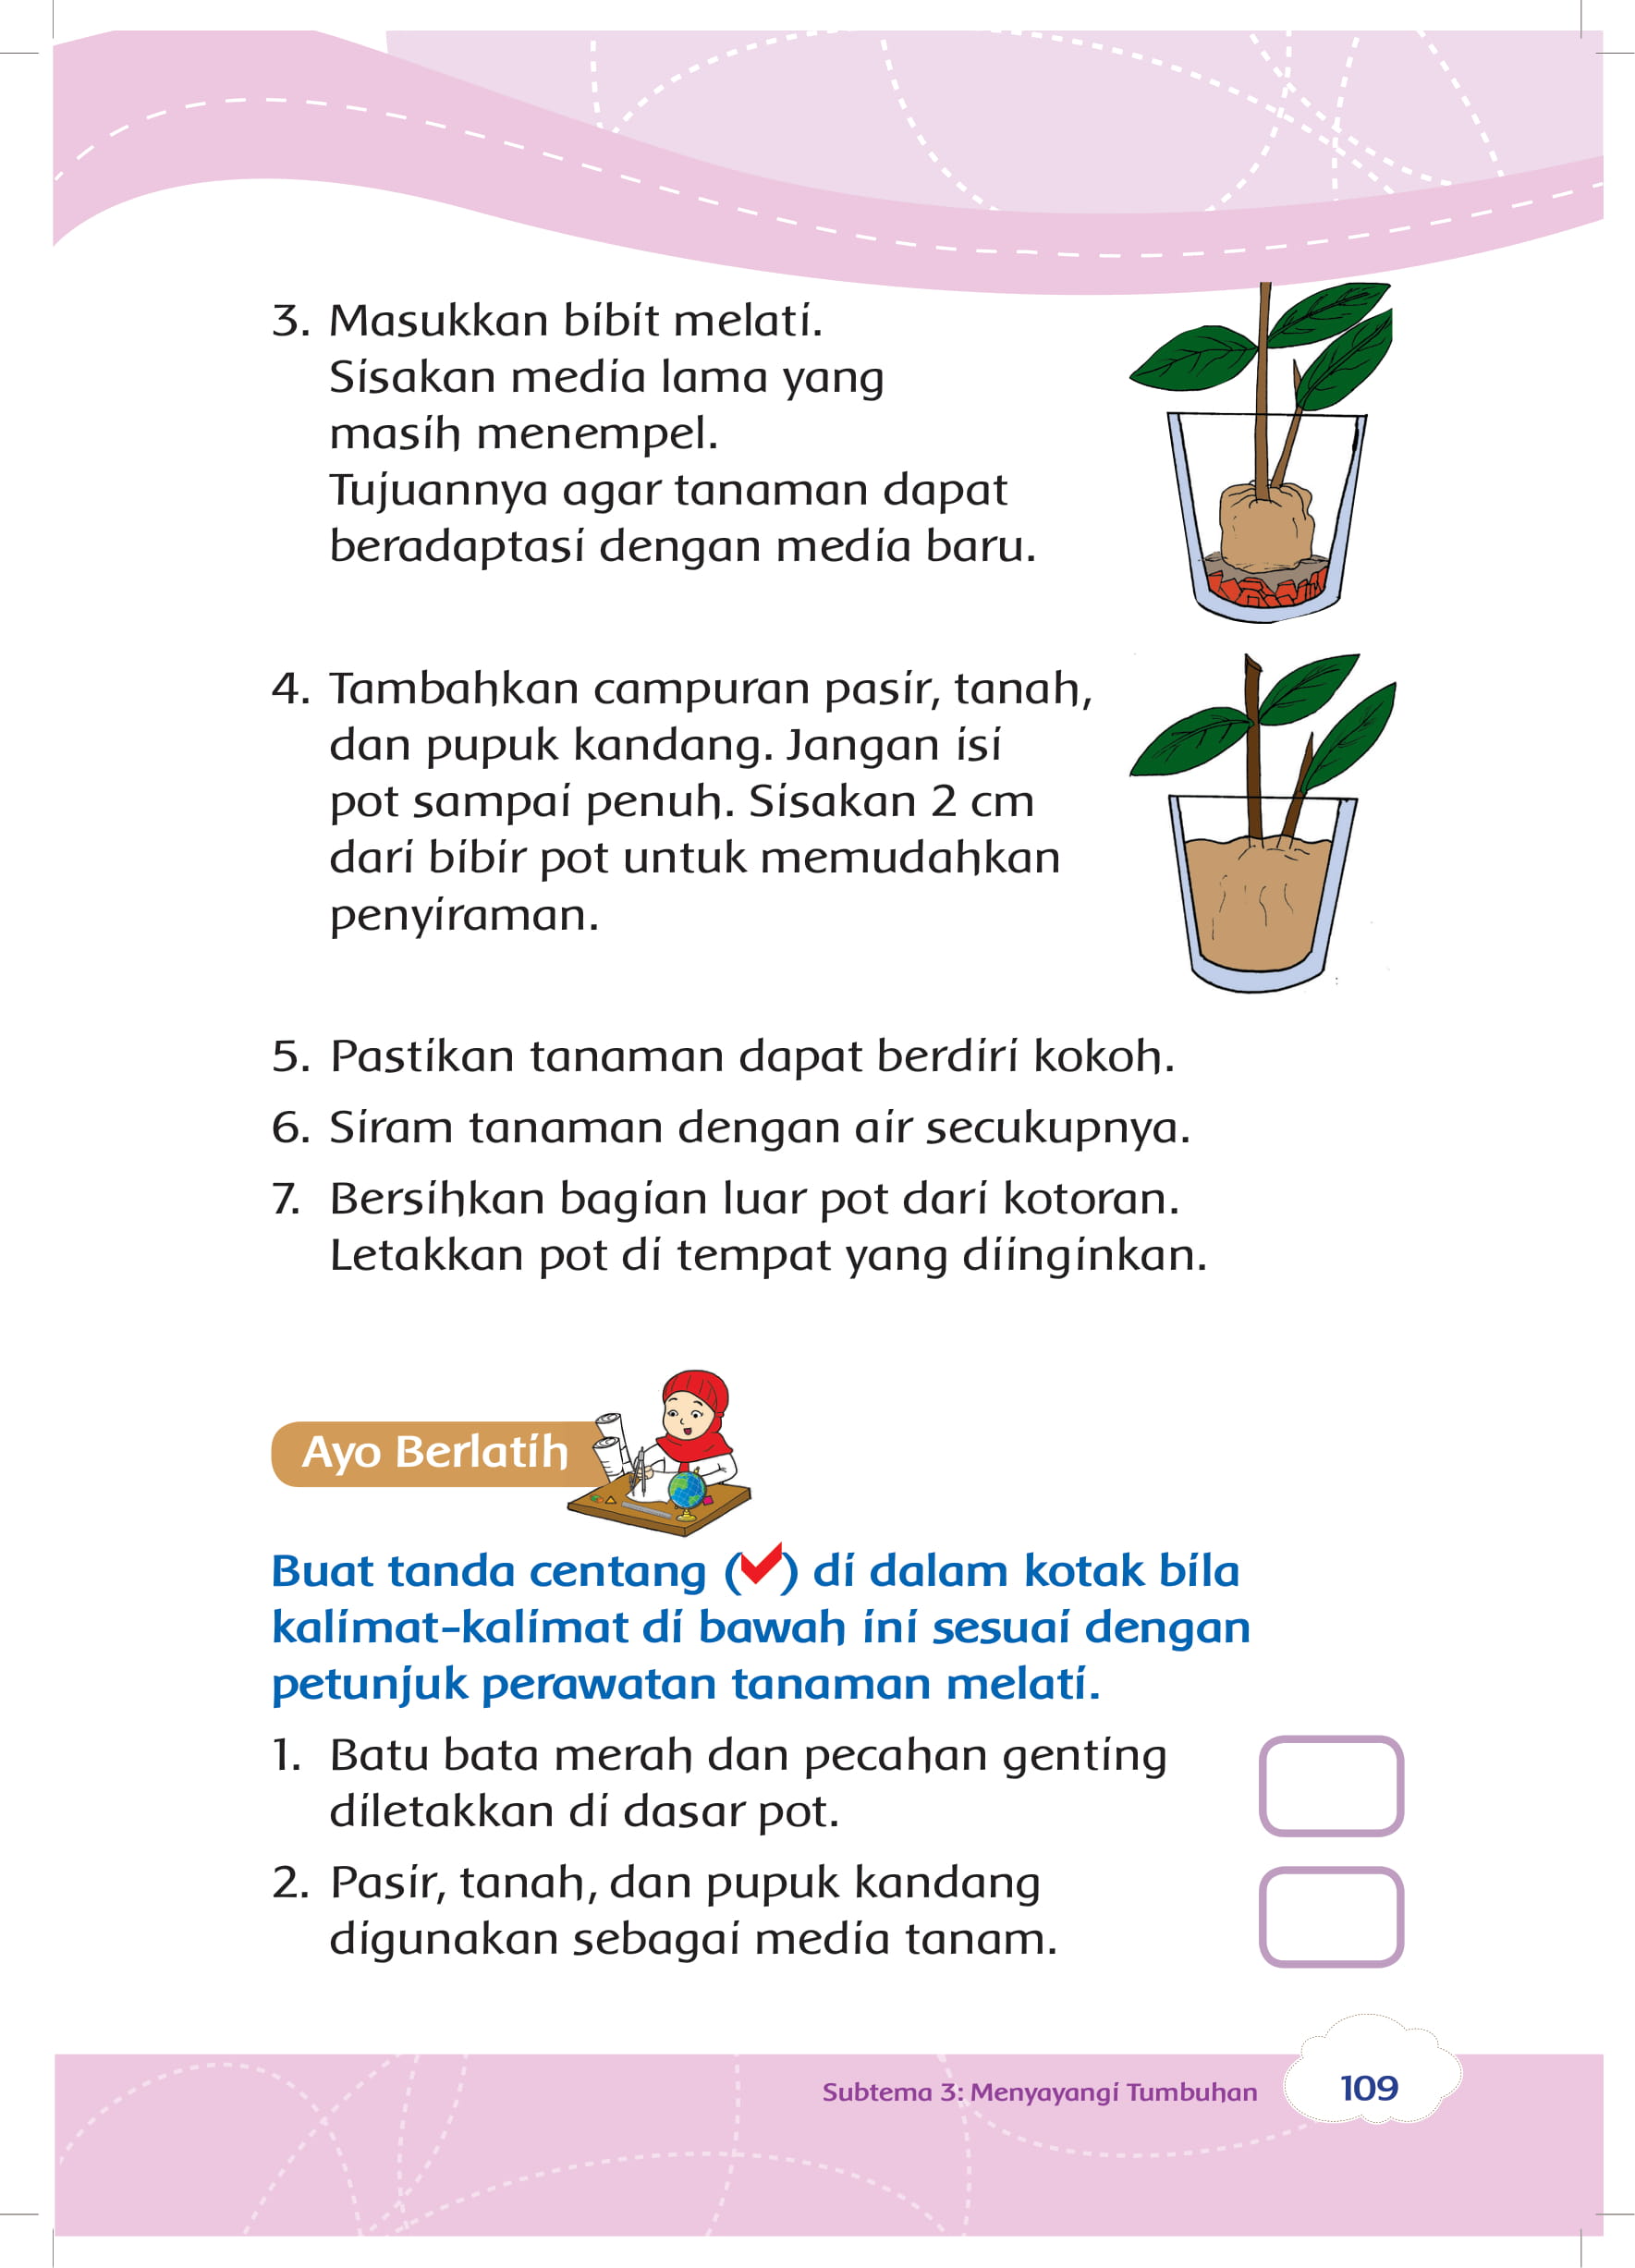 3. Masukkan bibit melati.
Sisakan media lama yang
masih menempel.
Tujuannya agar tanaman dapat
beradaptasi dengan media baru.
4. Tambahkan campuran pasir, tanah,
dan pupuk kandang. Jangan isi
pot sampai penuh. Sisakan 2 cm
dari bibir pot untuk memudahkan
penyiraman.
5. Pastikan tanaman dapat berdiri kokoh.
6. Siram tanaman dengan air secukupnya.
7. Bersihkan bagian luar pot dari kotoran.
Letakkan pot di tempat yang diinginkan.
Ayo Berlatih
Buat tanda centang (✔) di dalam kotak bila
kalimat-kalimat di bawah ini sesuai dengan
petunjuk perawatan tanaman melati.
1. Batu bata merah dan pecahan genting
diletakkan di dasar pot.
2. Pasir, tanah, dan pupuk kandang
digunakan sebagai media tanam.
Subtema 3: Menyayangi Tumbuhan
109